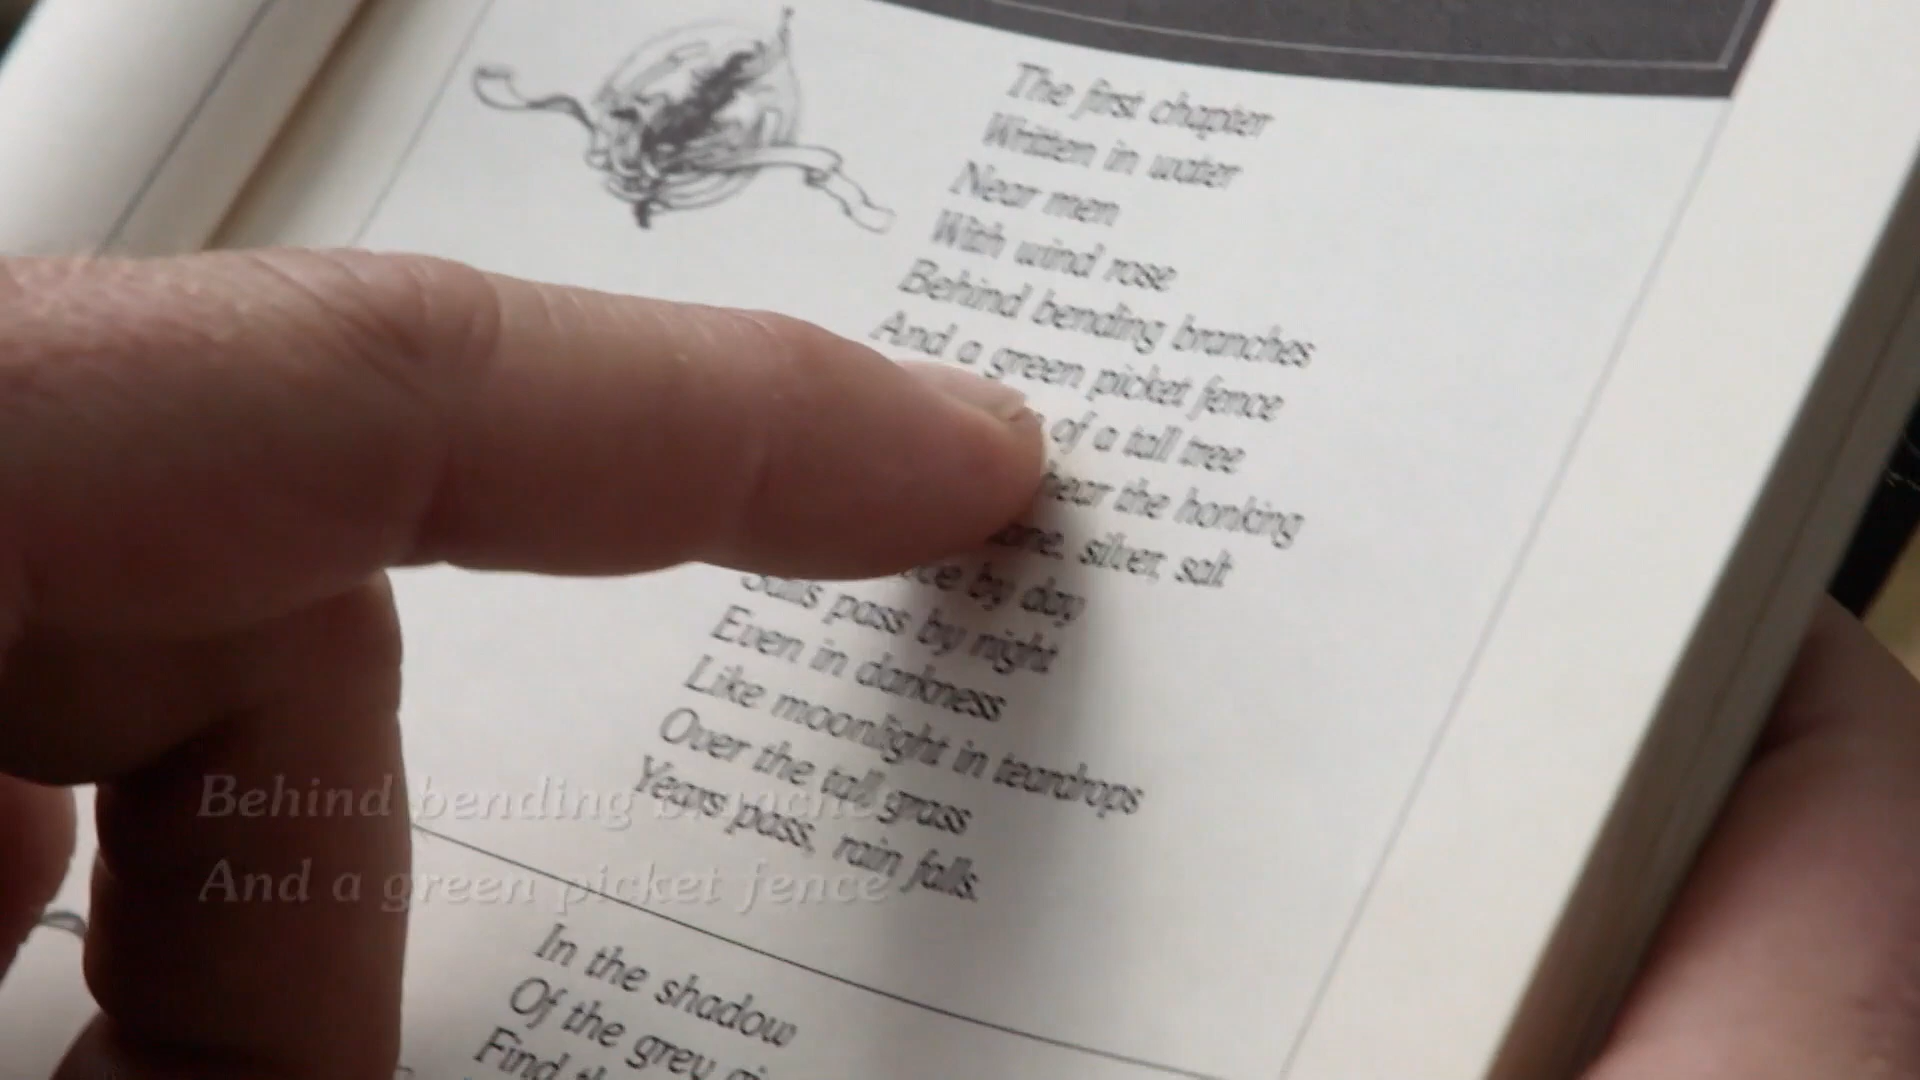 The first chapter
Written in water
Near men
With wind rose
Behind bending branches
And a green picket fence
of a tall tree
hear the honking
silver, salt
by day
Sails pass by night
Even in darkness
Like moonlight in teardrops
Over the tall grass
Years pass, rain falls.
In the shadow
Of the grey
Find
Behind bending branches
And a green picket fence